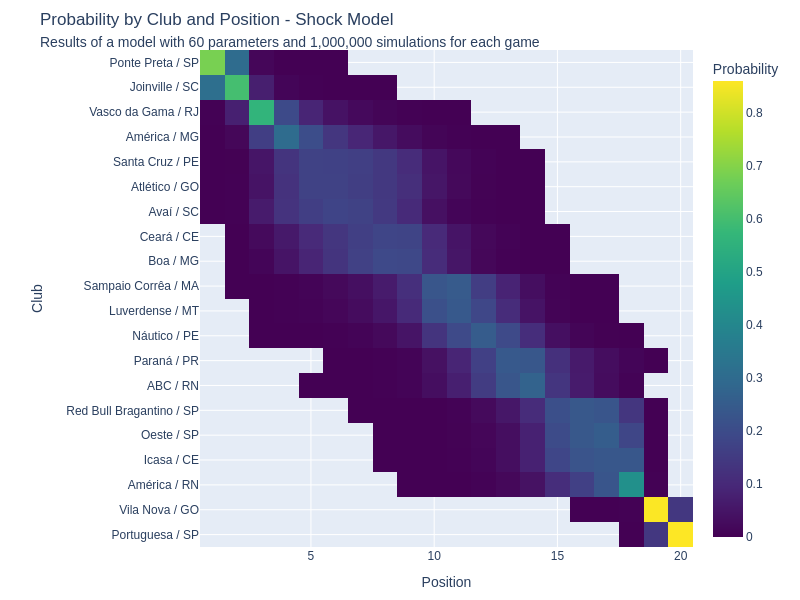 Probability by Club and Position - Shock Model
Results of a model with 60 parameters and 1,000,000 simulations for each game
Probability
Club
Ponte Preta / SP
Joinville / SC
Vasco da Gama / RJ
América / MG
Santa Cruz / PE
Atlético / GO
Avaí / SC
Ceará / CE
Boa / MG
Sampaio Corrêa / MA
Luverdense / MT
Náutico / PE
Paraná / PR
ABC / RN
Red Bull Bragantino / SP
Oeste / SP
Icasa / CE
América / RN
Vila Nova / GO
Portuguesa / SP
0.8
0.7
0.6
0.5
0.4
0.3
0.2
0.1
0
5
10
15
20
Position